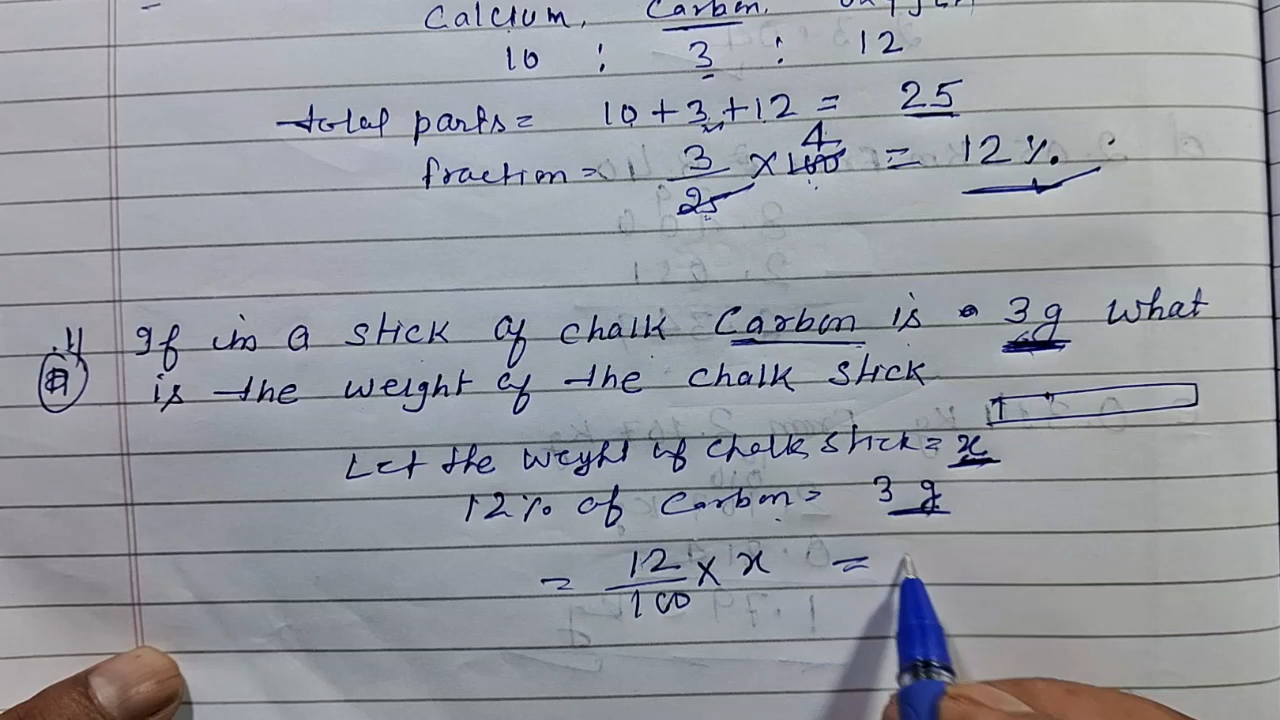 Calcium, Carbon, Oxygen
10 : 3 : 12
total parts = 10 + 3 + 12 = 25
fraction = 3/25 × 100 4 = 12%
If in a stick of chalk Carbon is 3g what
is the weight of the chalk stick
Let the weight of chalk stick = x
12% of Carbon = 3 g
= 12/100 × x =